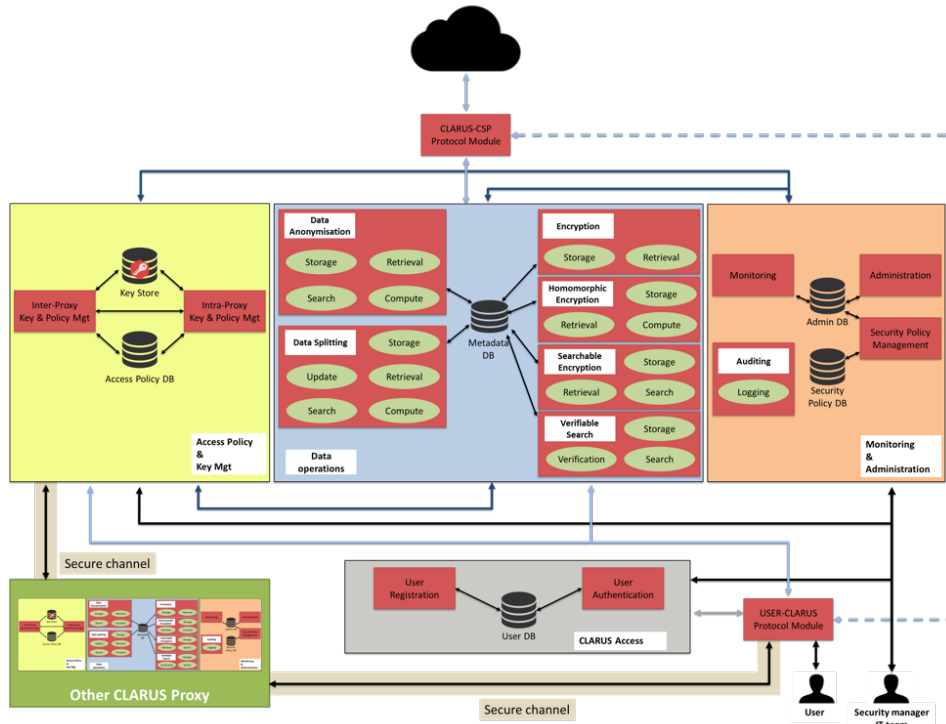 CLARUS-CSP
Protocol Module
Data
Anonymisation
Storage
Retrieval
Search
Compute
Data Splitting
Storage
Update
Retrieval
Search
Compute
Data
operations
Metadata
DB
Encryption
Storage
Retrieval
Homomorphic
Encryption
Storage
Retrieval
Compute
Searchable
Encryption
Storage
Retrieval
Search
Verifiable
Search
Storage
Verification
Search
Key Store
Inter-Proxy
Key & Policy Mgt
Intra-Proxy
Key & Policy Mgt
Access Policy DB
Access Policy
&
Key Mgt
Monitoring
Administration
Admin DB
Security Policy
Management
Auditing
Logging
Security
Policy DB
Monitoring
&
Administration
Secure channel
User
Registration
User DB
User
Authentication
CLARUS Access
USER-CLARUS
Protocol Module
Other CLARUS Proxy
Secure channel
User
Security manager